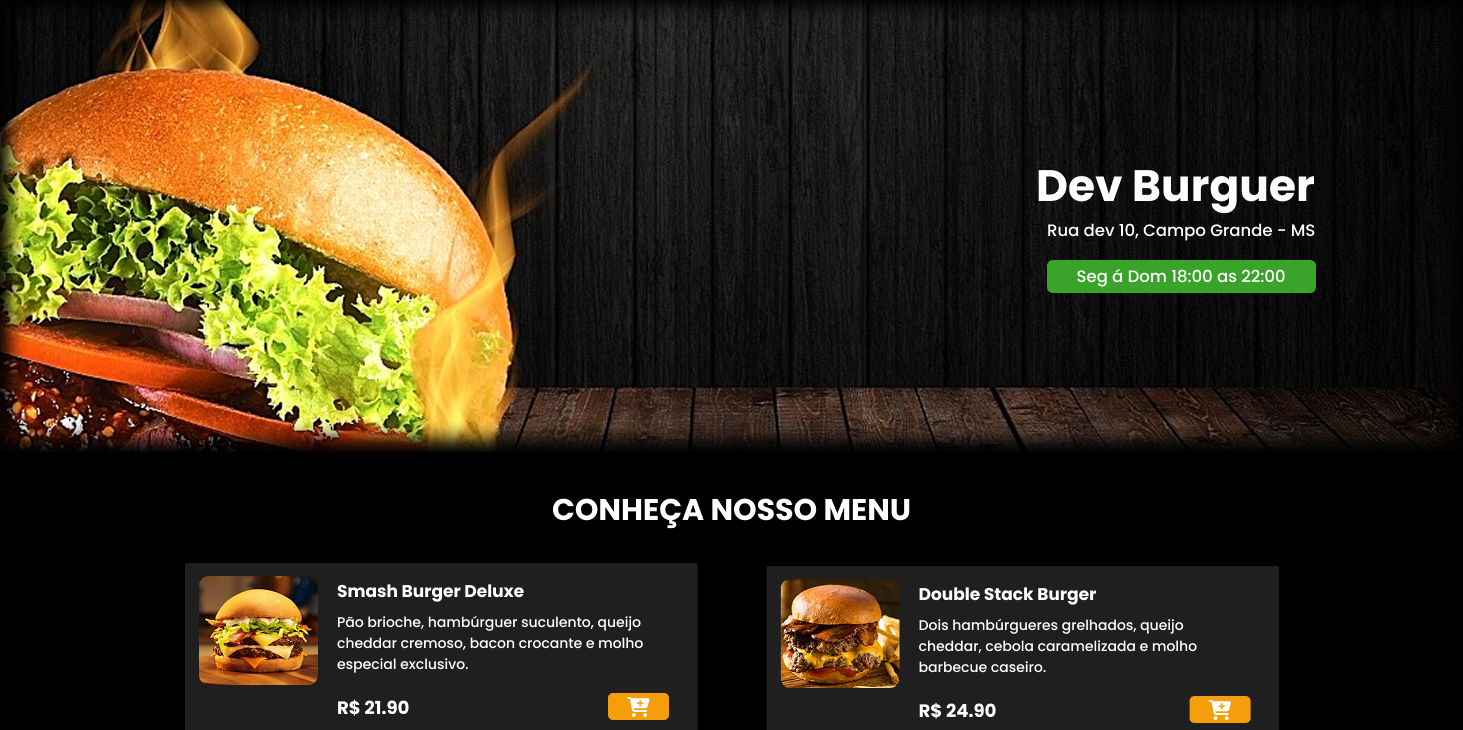 Dev Burguer
Rua dev 10, Campo Grande - MS
Seg á Dom 18:00 as 22:00
CONHEÇA NOSSO MENU
Smash Burger Deluxe
Pão brioche, hambúrguer suculento, queijo
cheddar cremoso, bacon crocante e molho
especial exclusivo.
R$ 21.90
Double Stack Burger
Dois hambúrgueres grelhados, queijo
cheddar, cebola caramelizada e molho
barbecue caseiro.
R$ 24.90